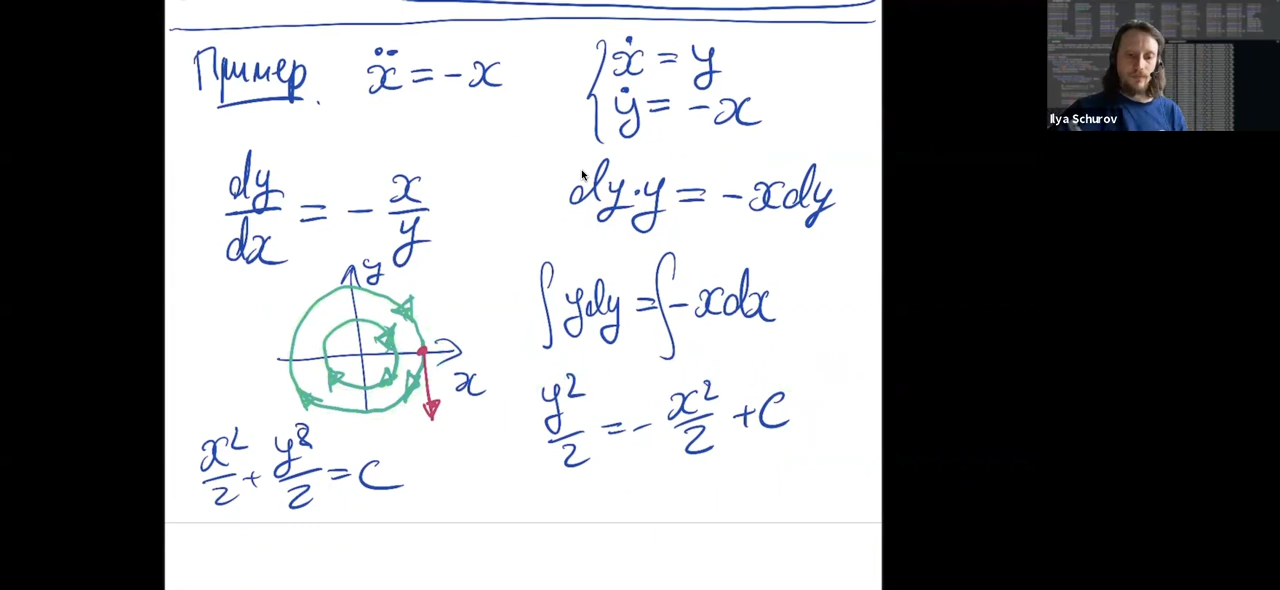 Пример. ẍ = -x
{ ẋ = y
ẏ = -x
dy/dx = - x/y
dy·y = -xdy
y
x
∫ydy = ∫-xdx
y²/2 = - x²/2 + C
x²/2 + y²/2 = C
Ilya Schurov